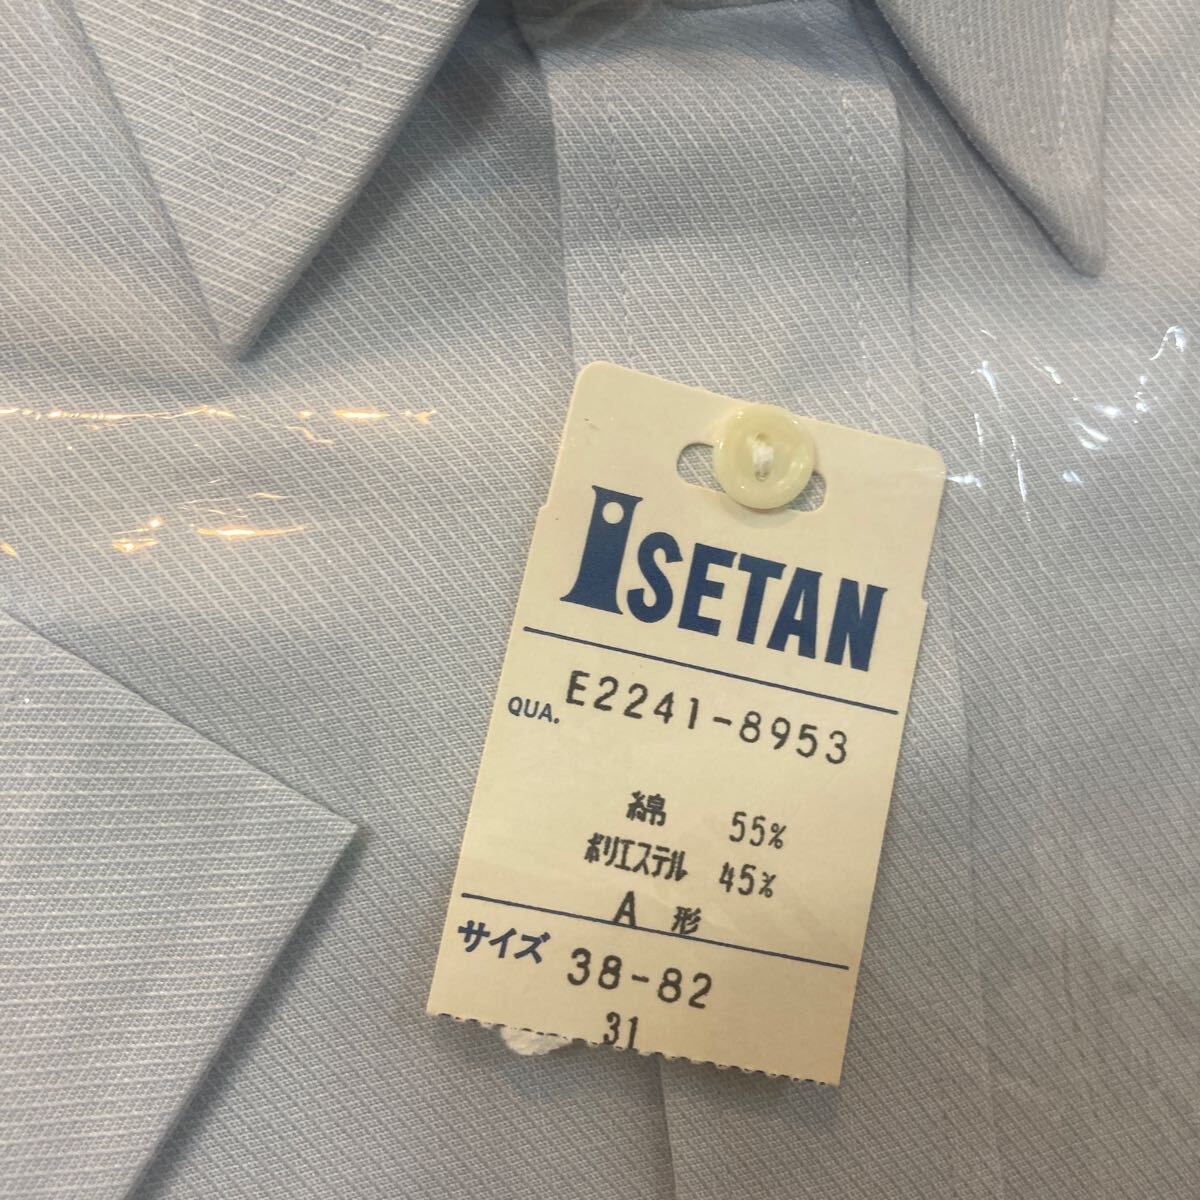 ISETAN
QUA. E2241-8953
綿 55%
ポリエステル 45%
A 形
サイズ 38-82
31